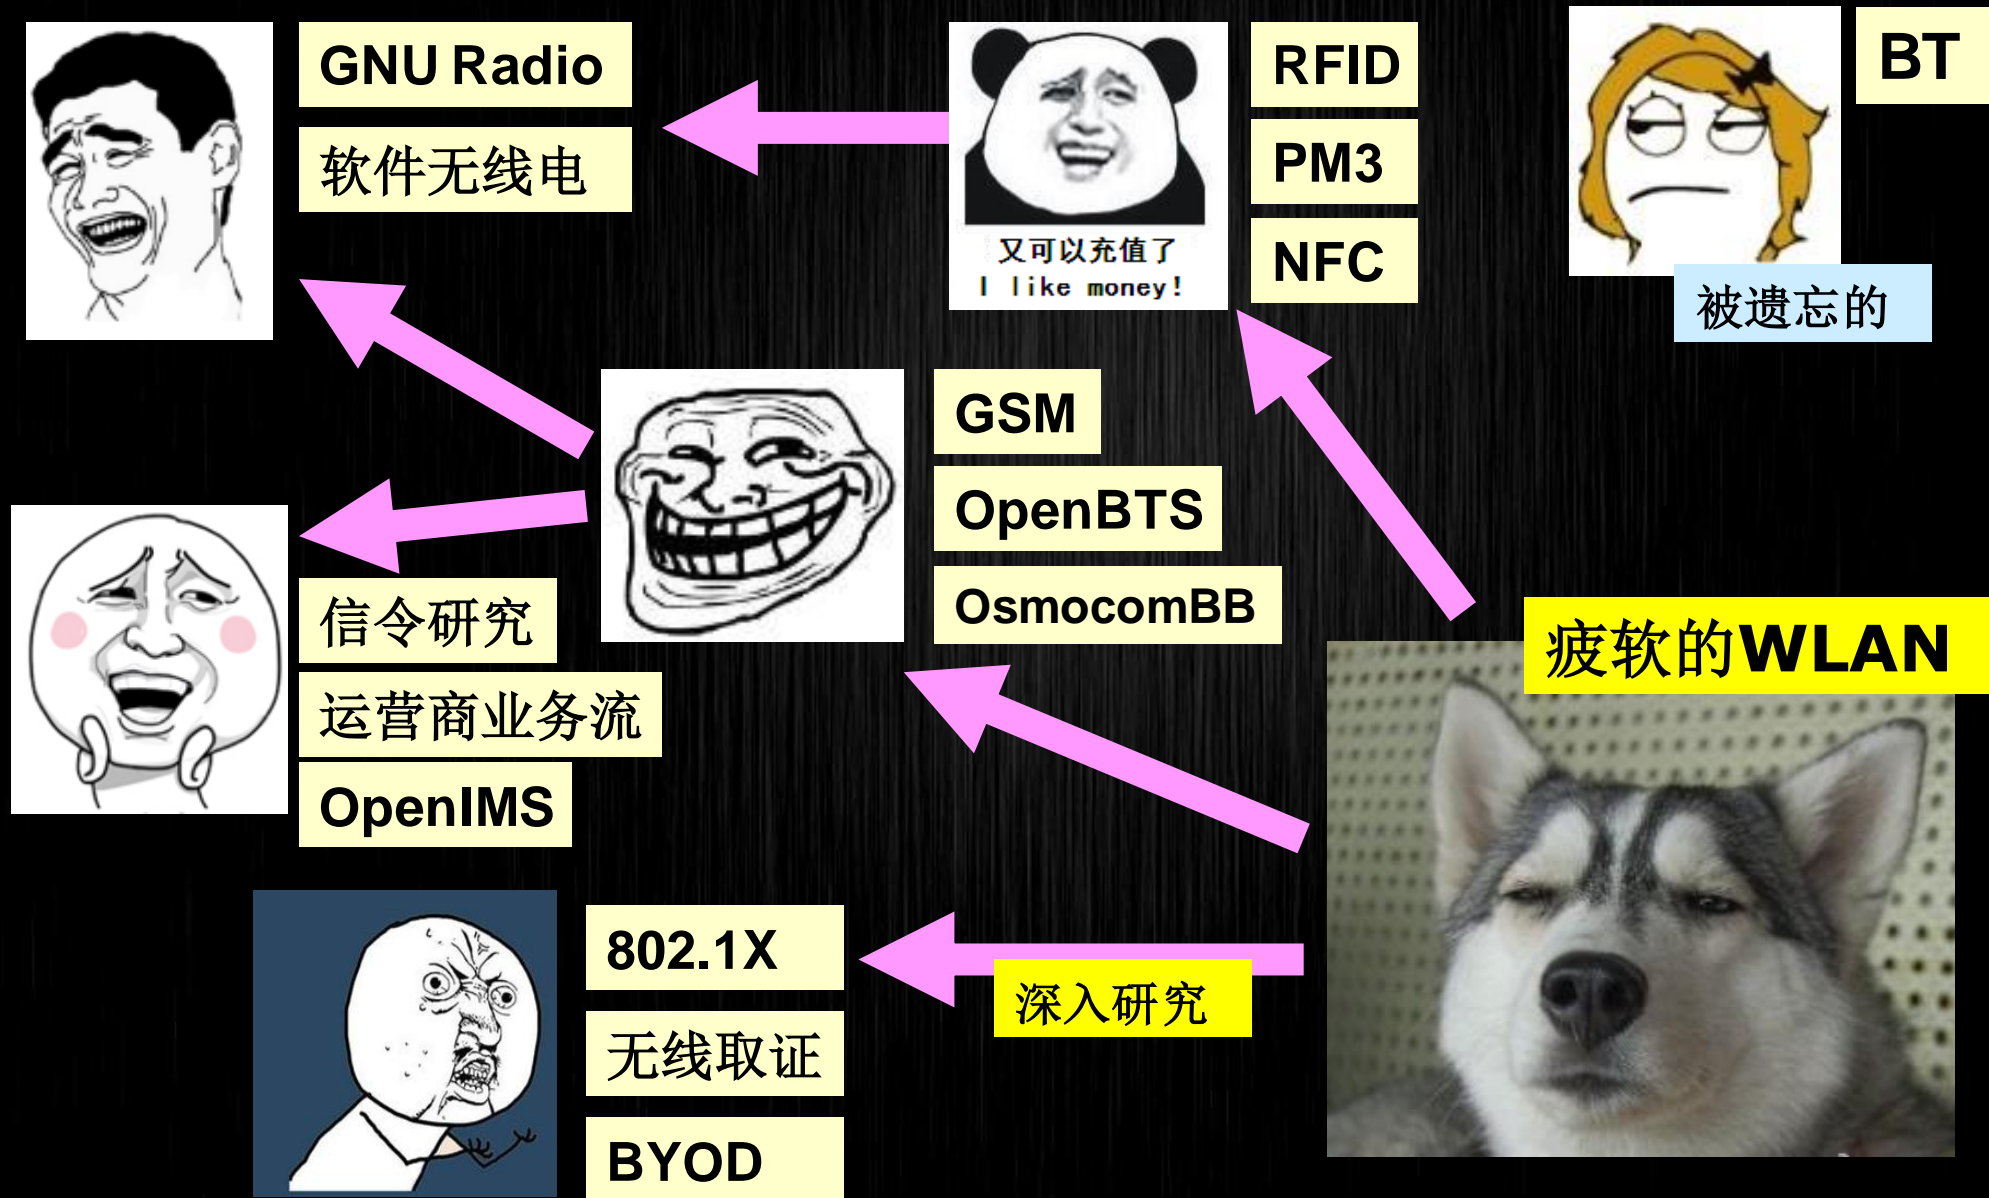 GNU Radio
软件无线电
又可以充值了
I like money!
RFID
PM3
NFC
BT
被遗忘的
GSM
OpenBTS
OsmocomBB
信令研究
运营商业务流
OpenIMS
疲软的WLAN
802.1X
无线取证
BYOD
深入研究